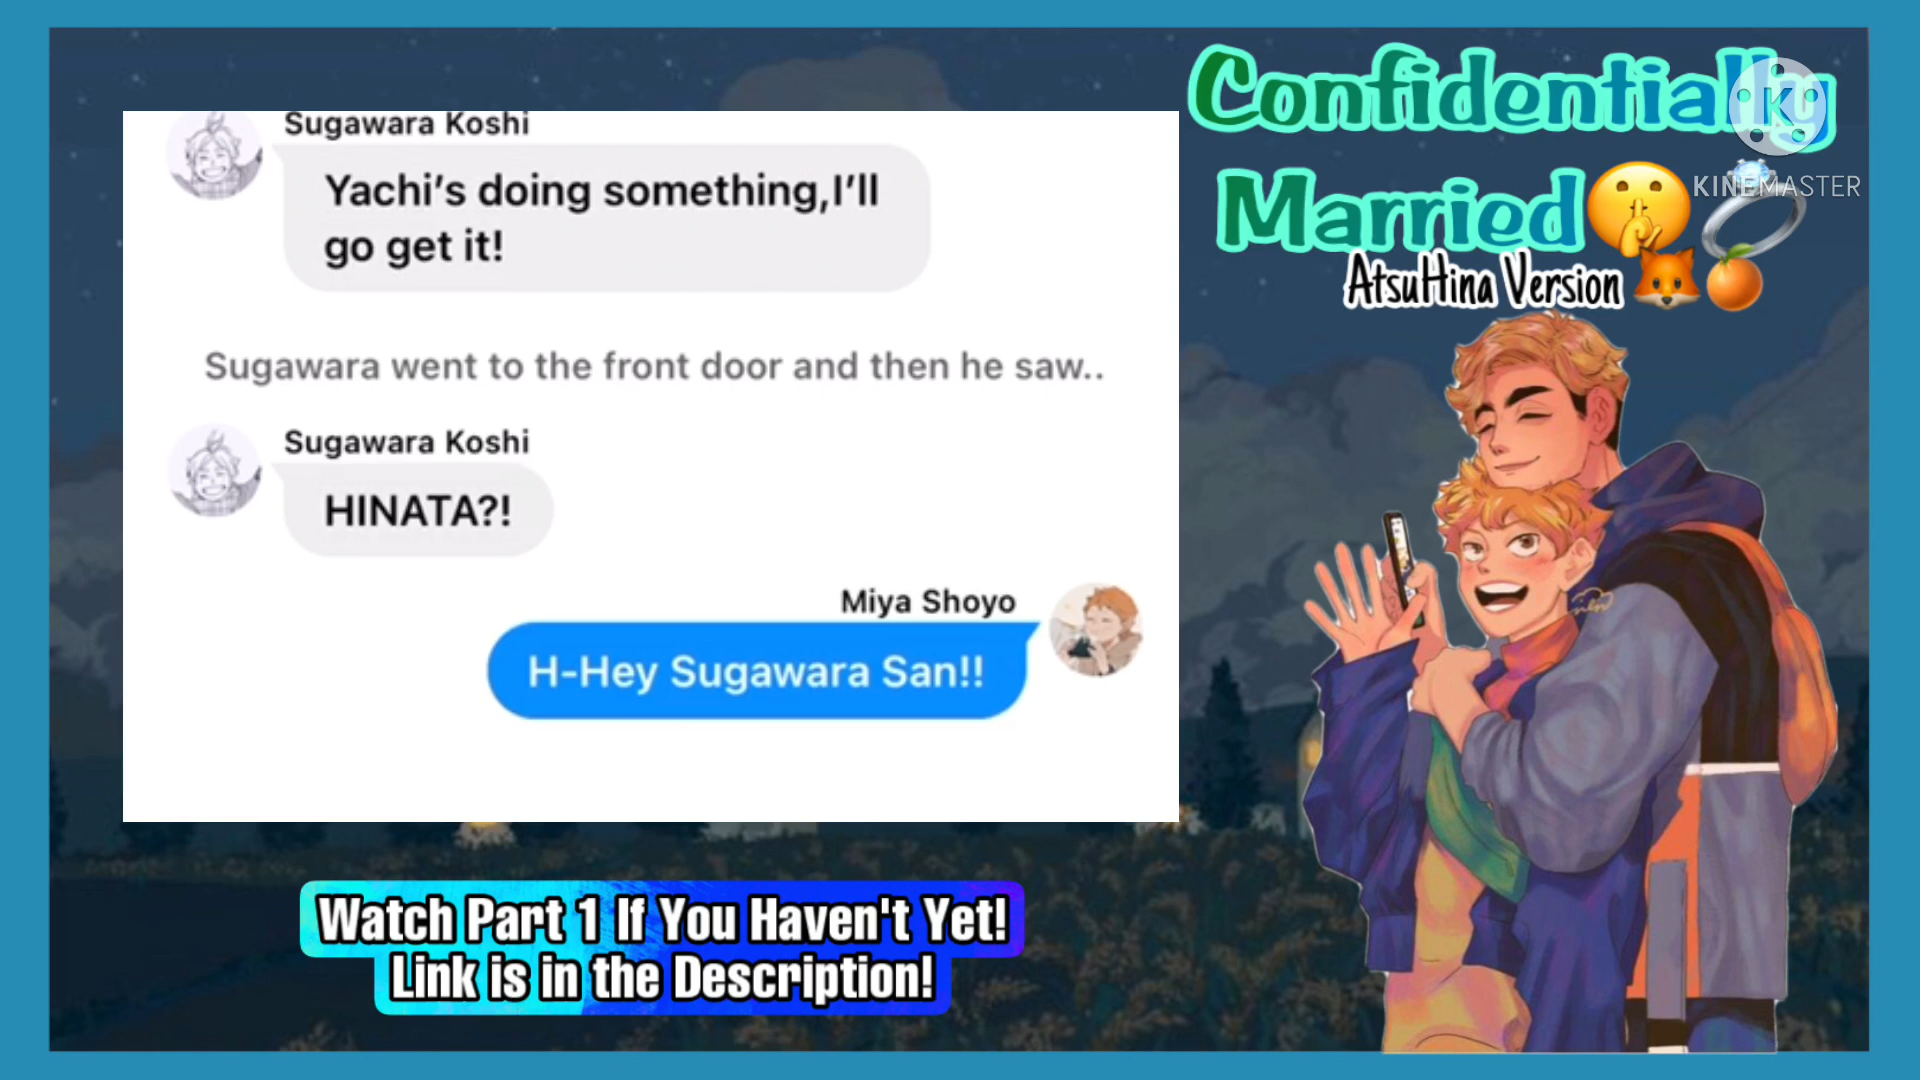 Confidentially
Married
AtsuHina Version
K
KINEMASTER
Sugawara Koshi
Yachi’s doing something,I’ll
go get it!
Sugawara went to the front door and then he saw..
Sugawara Koshi
HINATA?!
Miya Shoyo
H-Hey Sugawara San!!
Watch Part 1 If You Haven't Yet!
Link is in the Description!